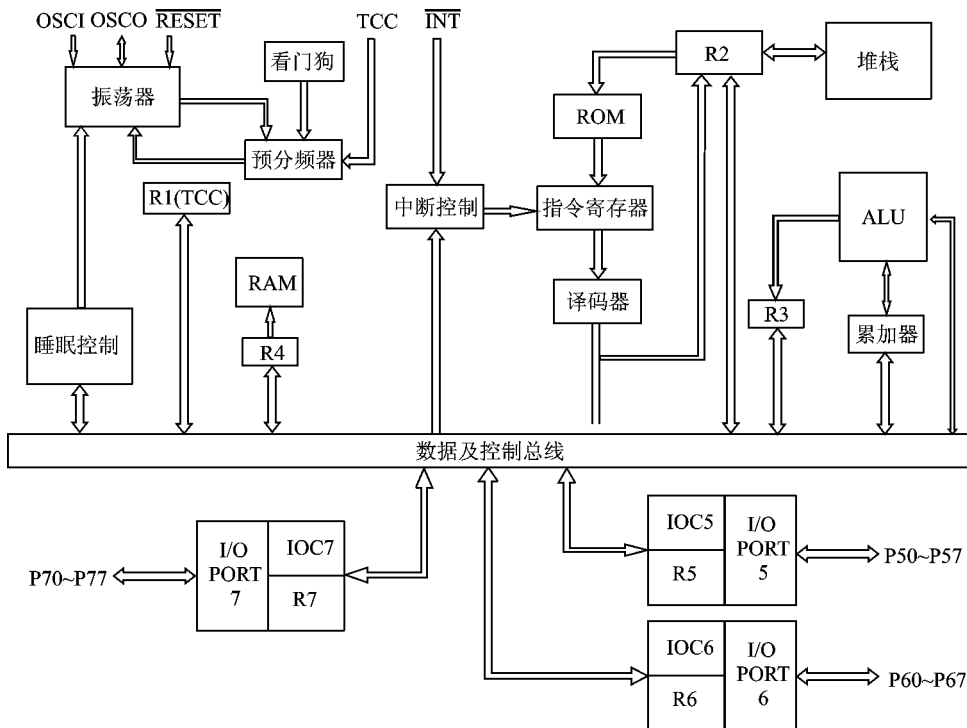 OSCI OSCO RESET TCC INT
看门狗
振荡器
预分频器
R1(TCC)
中断控制
指令寄存器
R2
堆栈
ROM
ALU
RAM
译码器
R3
累加器
睡眠控制
R4
数据及控制总线
IOC5
I/O
PORT
5
R5
P50~P57
I/O
PORT
7
IOC7
R7
P70~P77
IOC6
I/O
PORT
6
R6
P60~P67